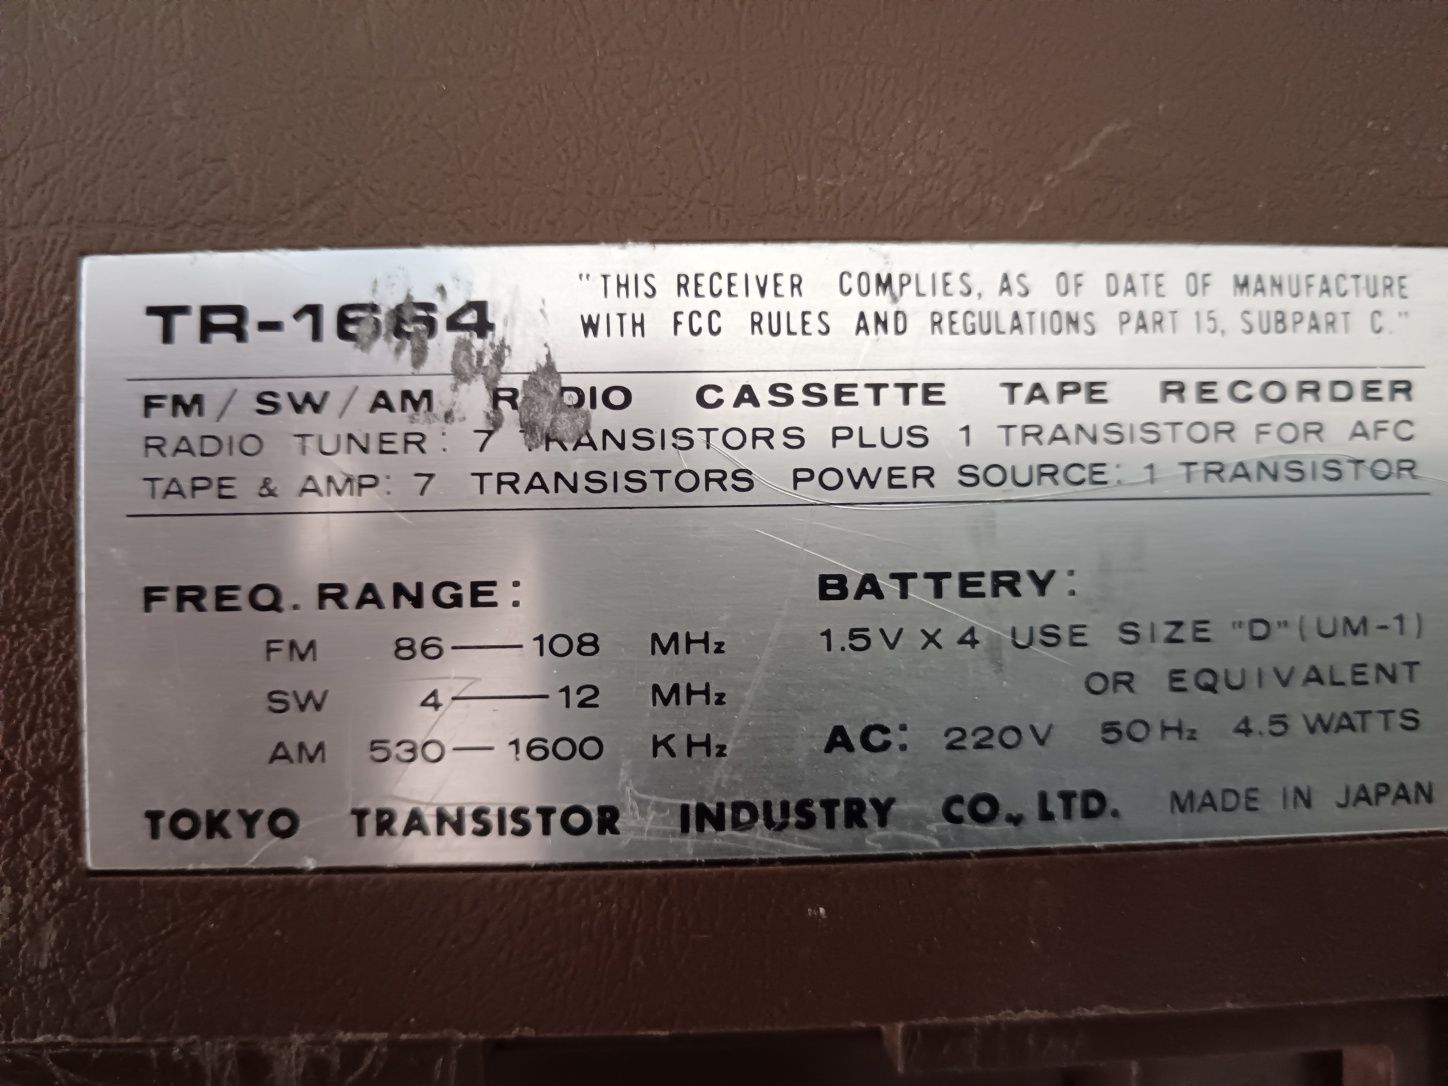 TR-1664
"THIS RECEIVER COMPLIES, AS OF DATE OF MANUFACTURE
WITH FCC RULES AND REGULATIONS PART 15, SUBPART C."
FM / SW / AM RADIO CASSETTE TAPE RECORDER
RADIO TUNER: 7 TRANSISTORS PLUS 1 TRANSISTOR FOR AFC
TAPE & AMP: 7 TRANSISTORS POWER SOURCE: 1 TRANSISTOR
FREQ. RANGE:
FM 86—108 MHz
SW 4—12 MHz
AM 530—1600 KHz
BATTERY:
1.5V X 4 USE SIZE "D" (UM-1)
OR EQUIVALENT
AC: 220V 50Hz 4.5 WATTS
TOKYO TRANSISTOR INDUSTRY CO., LTD. MADE IN JAPAN